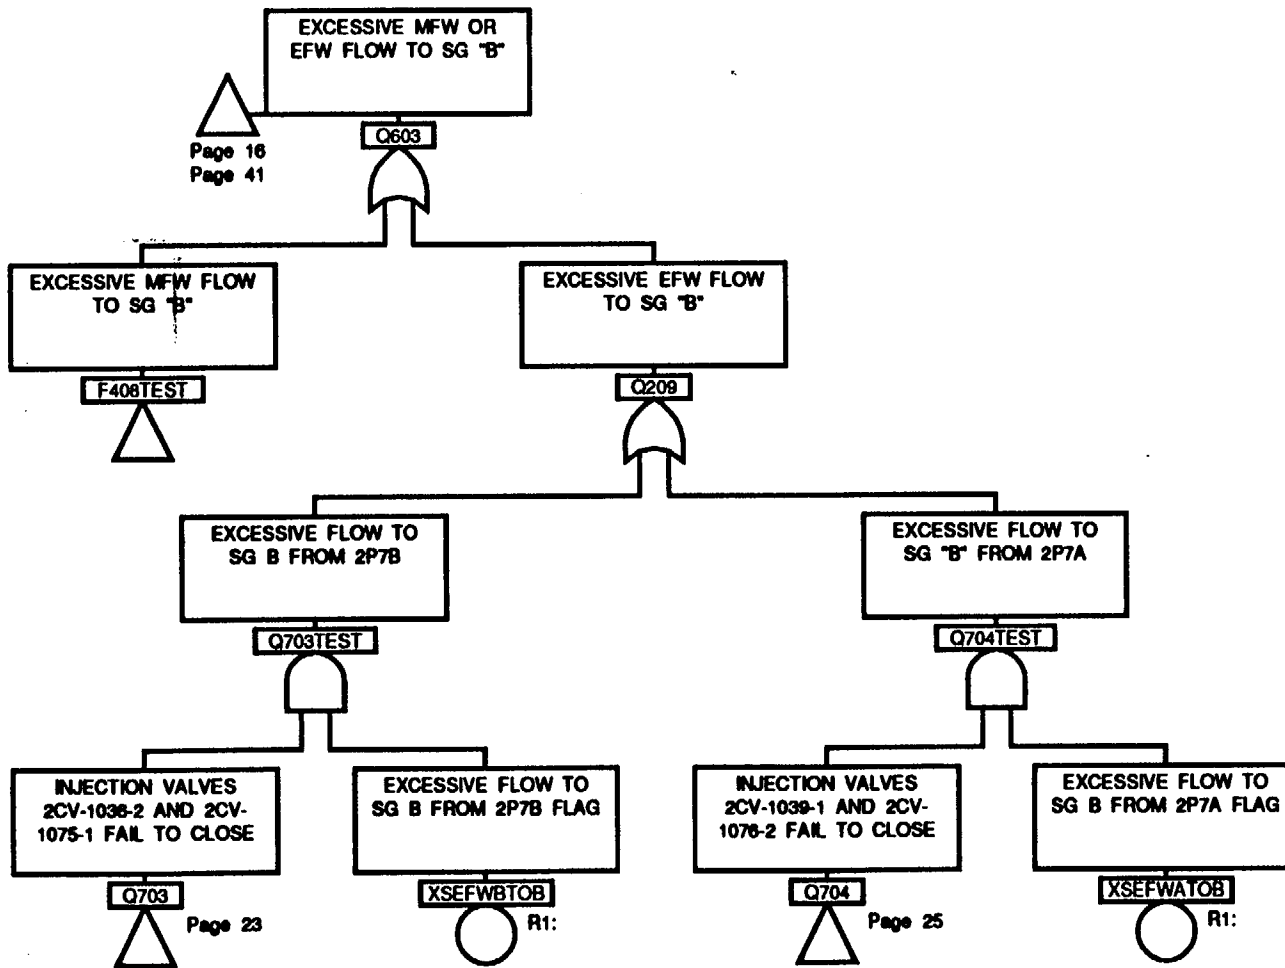 EXCESSIVE MFW OR
EFW FLOW TO SG "B"
Page 16
Page 41
Q603
EXCESSIVE MFW FLOW
TO SG "B"
F408TEST
EXCESSIVE EFW FLOW
TO SG "B"
Q209
EXCESSIVE FLOW TO
SG B FROM 2P7B
Q703TEST
EXCESSIVE FLOW TO
SG "B" FROM 2P7A
Q704TEST
INJECTION VALVES
2CV-1036-2 AND 2CV-
1075-1 FAIL TO CLOSE
Q703
Page 23
EXCESSIVE FLOW TO
SG B FROM 2P7B FLAG
XSEFWBTOB
R1:
INJECTION VALVES
2CV-1039-1 AND 2CV-
1076-2 FAIL TO CLOSE
Q704
Page 25
EXCESSIVE FLOW TO
SG B FROM 2P7A FLAG
XSEFWATOB
R1: